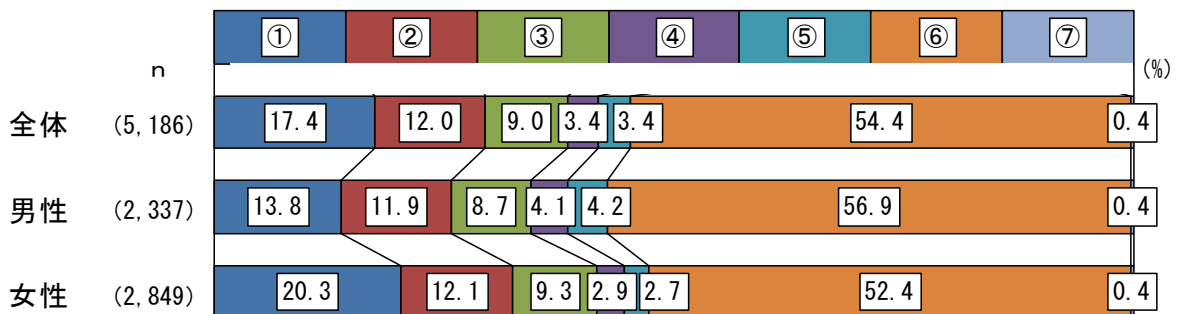 ① ② ③ ④ ⑤ ⑥ ⑦
n (%)
全体 (5,186) 17.4 12.0 9.0 3.4 3.4 54.4 0.4
男性 (2,337) 13.8 11.9 8.7 4.1 4.2 56.9 0.4
女性 (2,849) 20.3 12.1 9.3 2.9 2.7 52.4 0.4